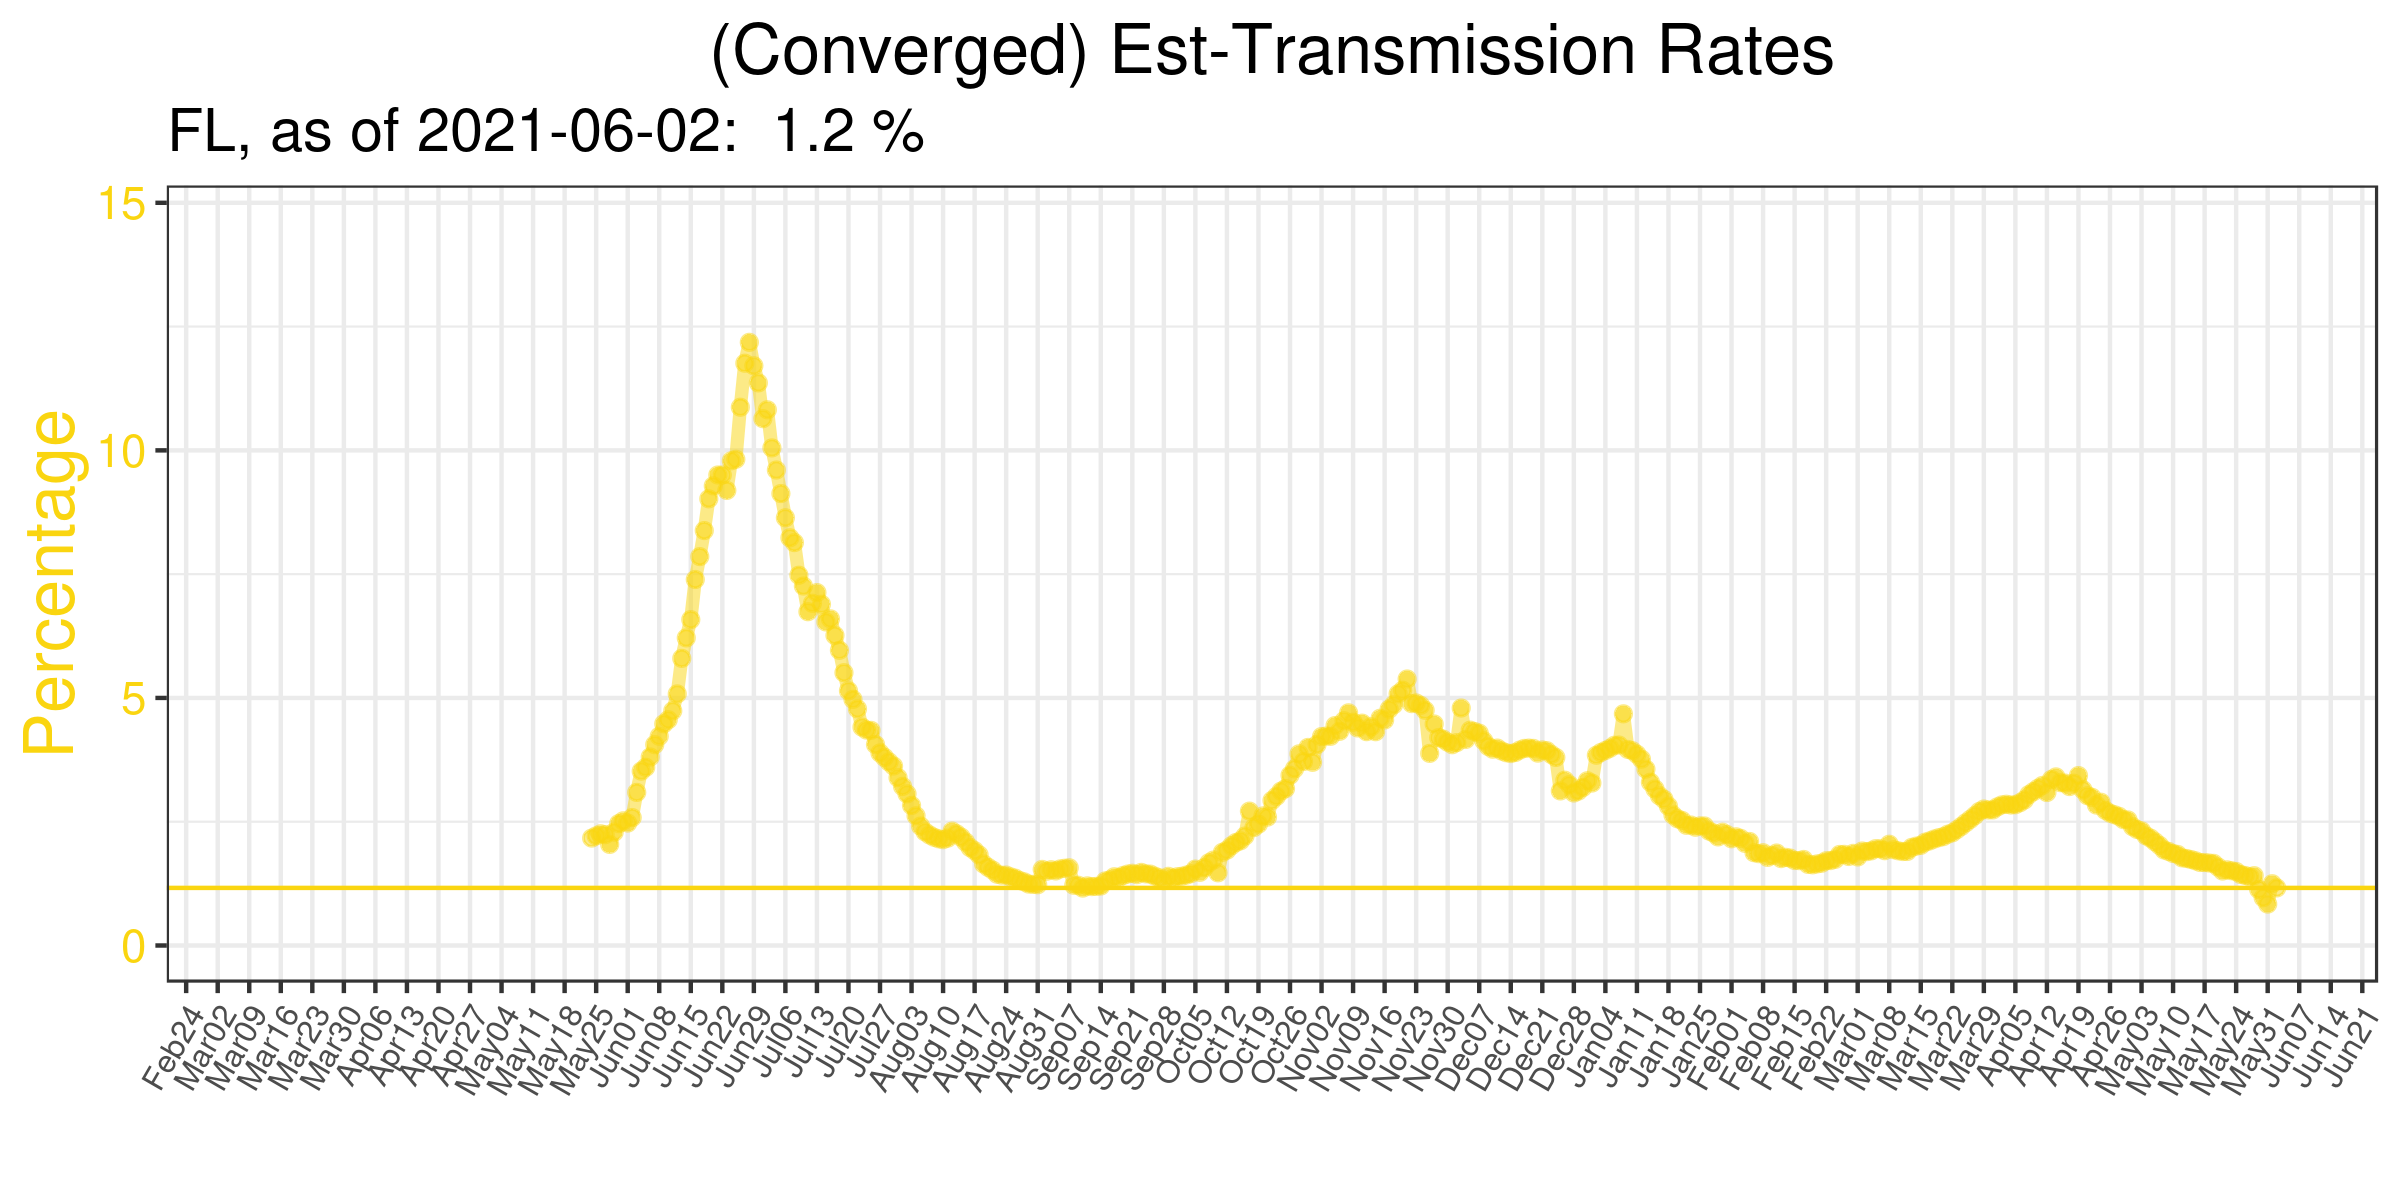 (Converged) Est-Transmission Rates
FL, as of 2021-06-02:  1.2 %
Percentage
15
10
5
0
Feb24
Mar02
Mar09
Mar16
Mar23
Mar30
Apr06
Apr13
Apr20
Apr27
May04
May11
May18
May25
Jun01
Jun08
Jun15
Jun22
Jun29
Jul06
Jul13
Jul20
Jul27
Aug03
Aug10
Aug17
Aug24
Aug31
Sep07
Sep14
Sep21
Sep28
Oct05
Oct12
Oct19
Oct26
Nov02
Nov09
Nov16
Nov23
Nov30
Dec07
Dec14
Dec21
Dec28
Jan04
Jan11
Jan18
Jan25
Feb01
Feb08
Feb15
Feb22
Mar01
Mar08
Mar15
Mar22
Mar29
Apr05
Apr12
Apr19
Apr26
May03
May10
May17
May24
May31
Jun07
Jun14
Jun21